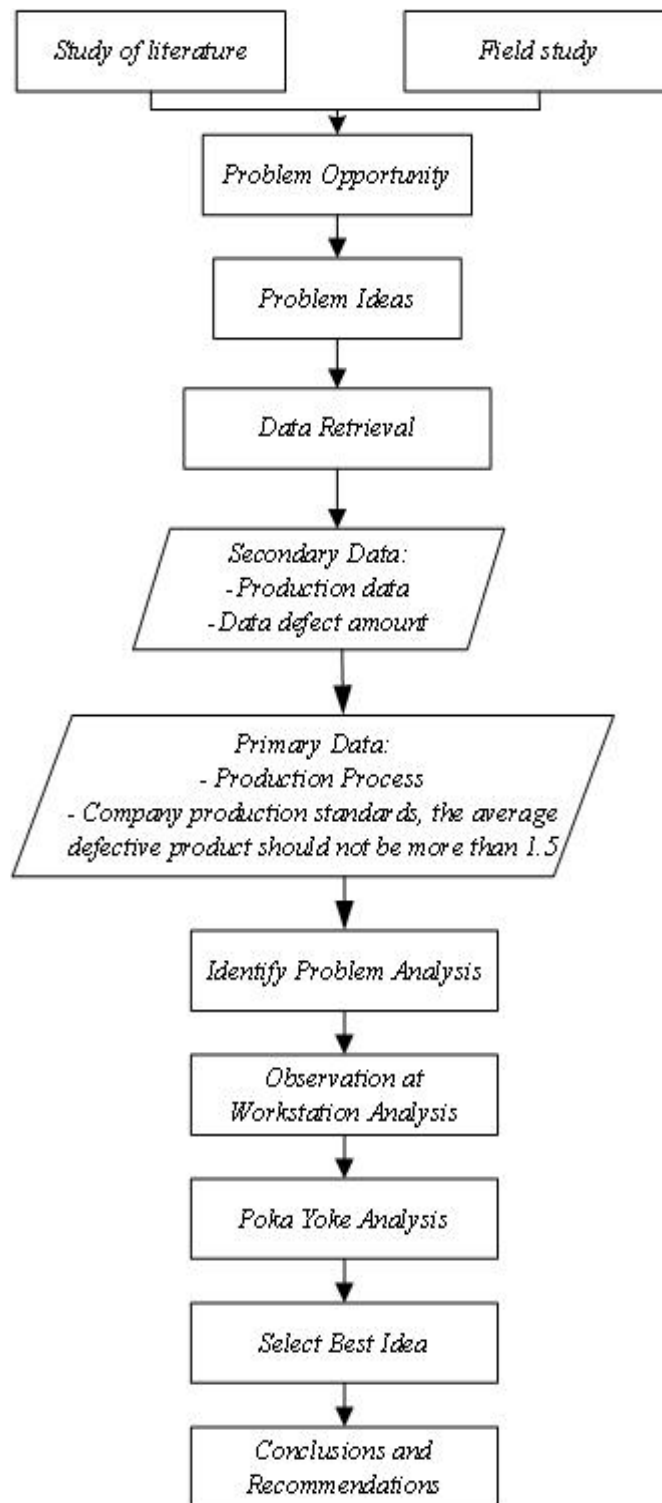 Study of literature
Field study
Problem Opportunity
Problem Ideas
Data Retrieval
Secondary Data:
- Production data
- Data defect amount
Primary Data:
- Production Process
- Company production standards, the average
defective product should not be more than 1.5
Identify Problem Analysis
Observation at
Workstation Analysis
Poka Yoke Analysis
Select Best Idea
Conclusions and
Recommendations